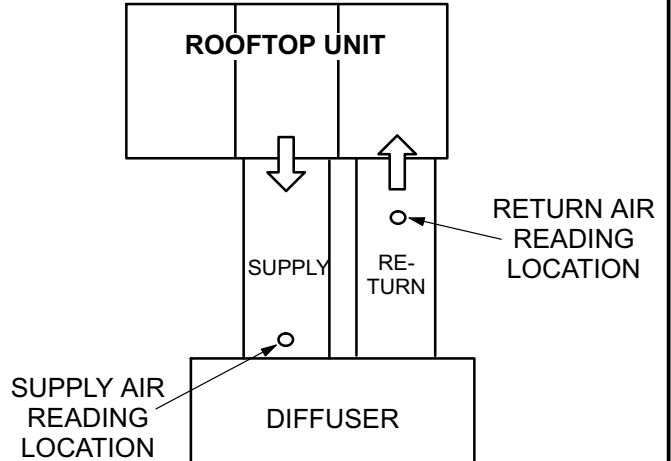 ROOFTOP UNIT
RETURN AIR
READING
LOCATION
SUPPLY
RE-
TURN
SUPPLY AIR
READING
LOCATION
DIFFUSER